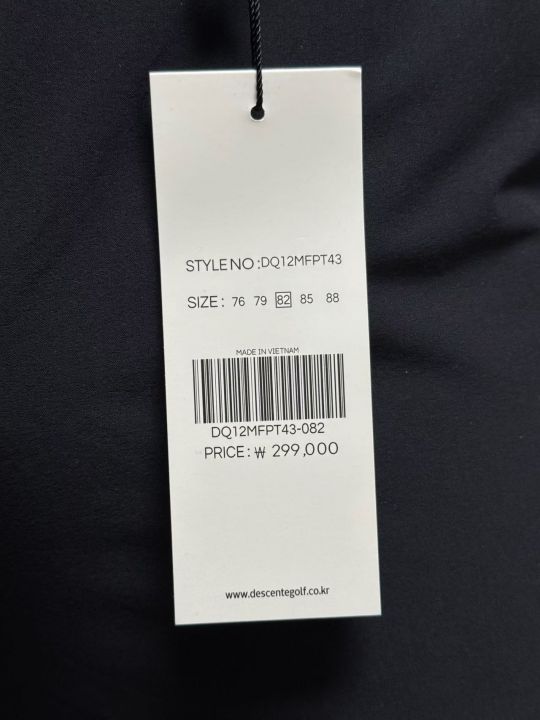 STYLE NO : DQ12MFPT43
SIZE : 76 79 82 85 88
MADE IN VIETNAM
DQ12MFPT43-082
PRICE : ₩ 299,000
www.descentegolf.co.kr